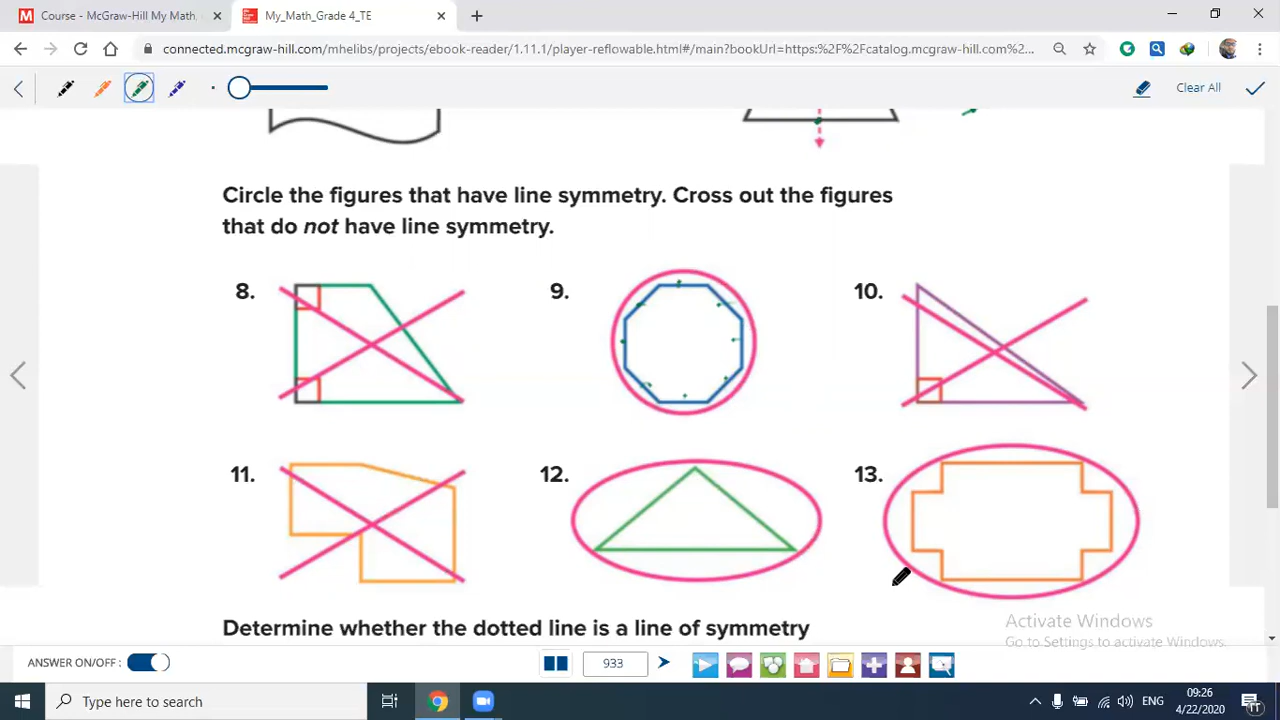 Course - McGraw-Hill My Math,
My_Math_Grade 4_TE
connected.mcgraw-hill.com/mhelibs/projects/ebook-reader/1.11.1/player-reflowable.html#/main?bookUrl=https:%2F%2Fcatalog.mcgraw-hill.com%2...
Clear All
Circle the figures that have line symmetry. Cross out the figures
that do not have line symmetry.
8.
9.
10.
11.
12.
13.
Determine whether the dotted line is a line of symmetry
Activate Windows
Go to Settings to activate Windows.
ANSWER ON/OFF :
933
Type here to search
ENG
09:26
4/22/2020